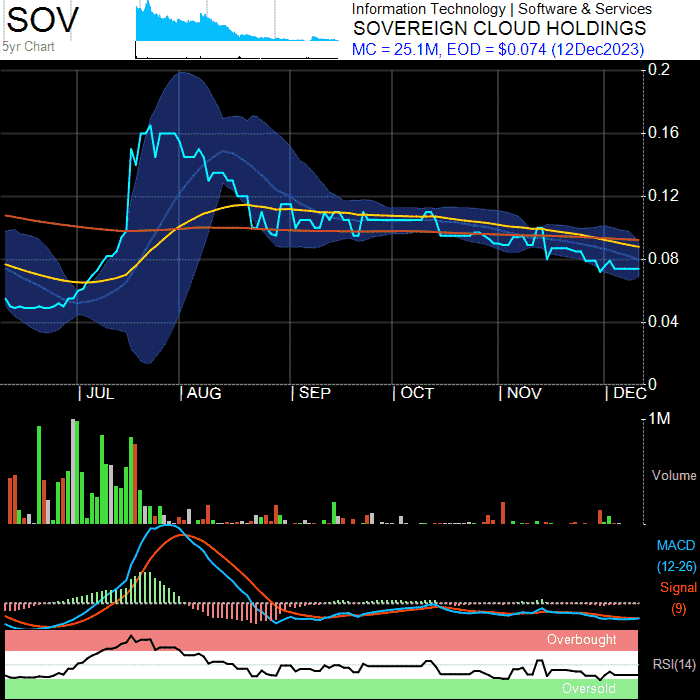 SOV
5yr Chart
Information Technology | Software & Services
SOVEREIGN CLOUD HOLDINGS
MC = 25.1M, EOD = $0.074 (12Dec2023)
0.2
0.16
0.12
0.08
0.04
0
| JUL
| AUG
| SEP
| OCT
| NOV
| DEC
1M
Volume
MACD
(12-26)
Signal
(9)
Overbought
RSI(14)
Oversold